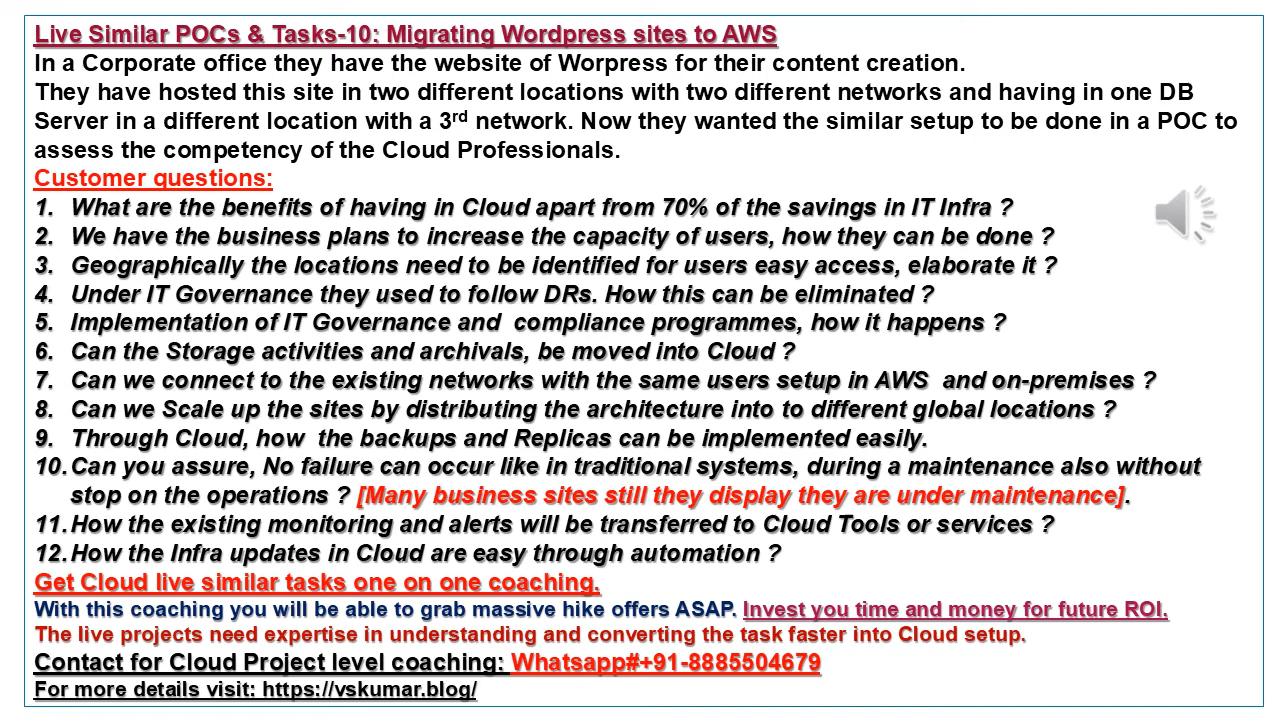 Live Similar POCs & Tasks-10: Migrating Wordpress sites to AWS
In a Corporate office they have the website of Worpress for their content creation.
They have hosted this site in two different locations with two different networks and having in one DB
Server in a different location with a 3rd network. Now they wanted the similar setup to be done in a POC to
assess the competency of the Cloud Professionals.
Customer questions:
1. What are the benefits of having in Cloud apart from 70% of the savings in IT Infra ?
2. We have the business plans to increase the capacity of users, how they can be done ?
3. Geographically the locations need to be identified for users easy access, elaborate it ?
4. Under IT Governance they used to follow DRs. How this can be eliminated ?
5. Implementation of IT Governance and  compliance programmes, how it happens ?
6. Can the Storage activities and archivals, be moved into Cloud ?
7. Can we connect to the existing networks with the same users setup in AWS  and on-premises ?
8. Can we Scale up the sites by distributing the architecture into to different global locations ?
9. Through Cloud, how  the backups and Replicas can be implemented easily.
10. Can you assure, No failure can occur like in traditional systems, during a maintenance also without
stop on the operations ? [Many business sites still they display they are under maintenance].
11. How the existing monitoring and alerts will be transferred to Cloud Tools or services ?
12. How the Infra updates in Cloud are easy through automation ?
Get Cloud live similar tasks one on one coaching.
With this coaching you will be able to grab massive hike offers ASAP. Invest you time and money for future ROI.
The live projects need expertise in understanding and converting the task faster into Cloud setup.
Contact for Cloud Project level coaching: Whatsapp#+91-8885504679
For more details visit: https://vskumar.blog/